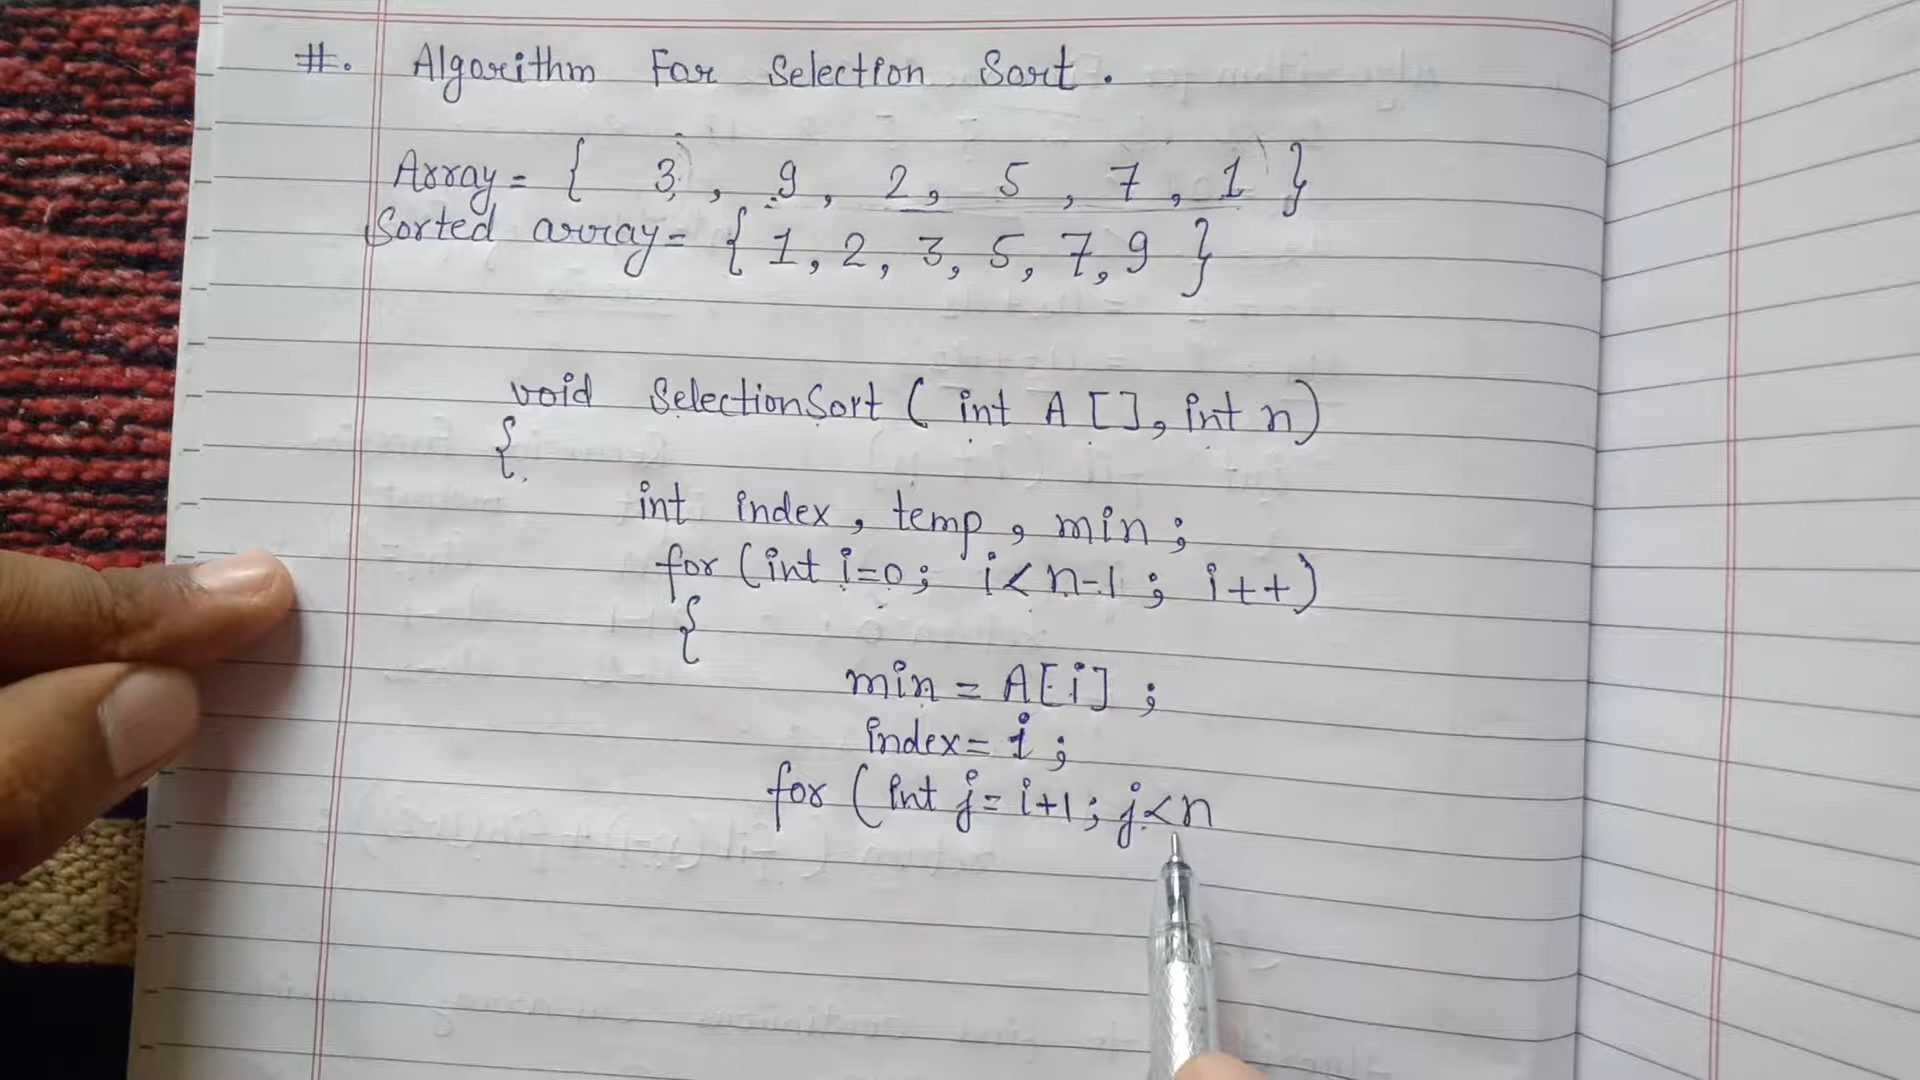 #. Algorithm For Selection Sort.
Array = { 3, 9, 2, 5, 7, 1 }
Sorted array = { 1, 2, 3, 5, 7, 9 }
void SelectionSort ( int A [], int n)
{
int index, temp, min;
for (int i=0; i<n-1; i++)
{
min = A[i];
index = i;
for ( int j= i+1; j<n